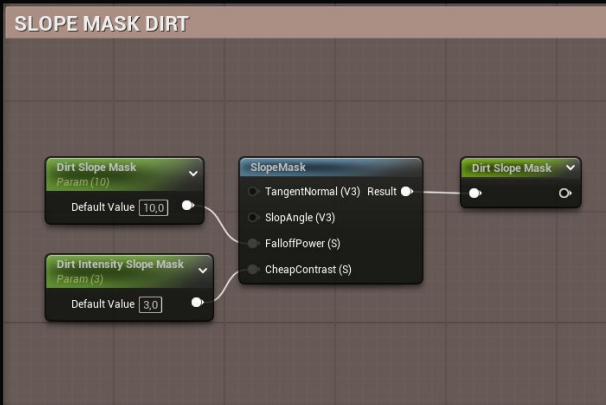 SLOPE MASK DIRT
Dirt Slope Mask
Param (10)
Default Value 10,0
Dirt Intensity Slope Mask
Param (3)
Default Value 3,0
SlopeMask
TangentNormal (V3) Result
SlopAngle (V3)
FalloffPower (S)
CheapContrast (S)
Dirt Slope Mask